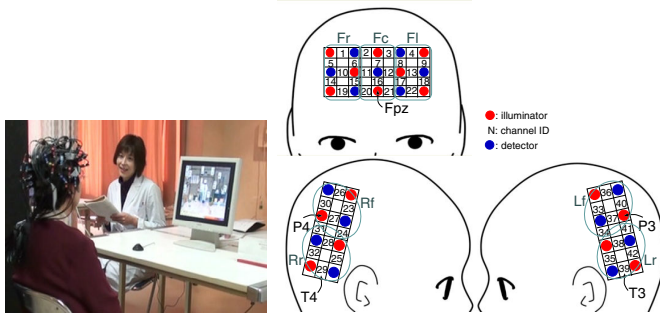 Fr Fc Fl
1 2 3 4
5 6 7 8 9
10 11 12 13
14 15 16 17 18
19 20 21 22
Fpz
: illuminator
N: channel ID
: detector
26
Rf
30 23
P4 27
31 24
28
Rr 32 25
29
T4
Lf 36
33 40
37 P3
34 41
38
35 42 Lr
39
T3